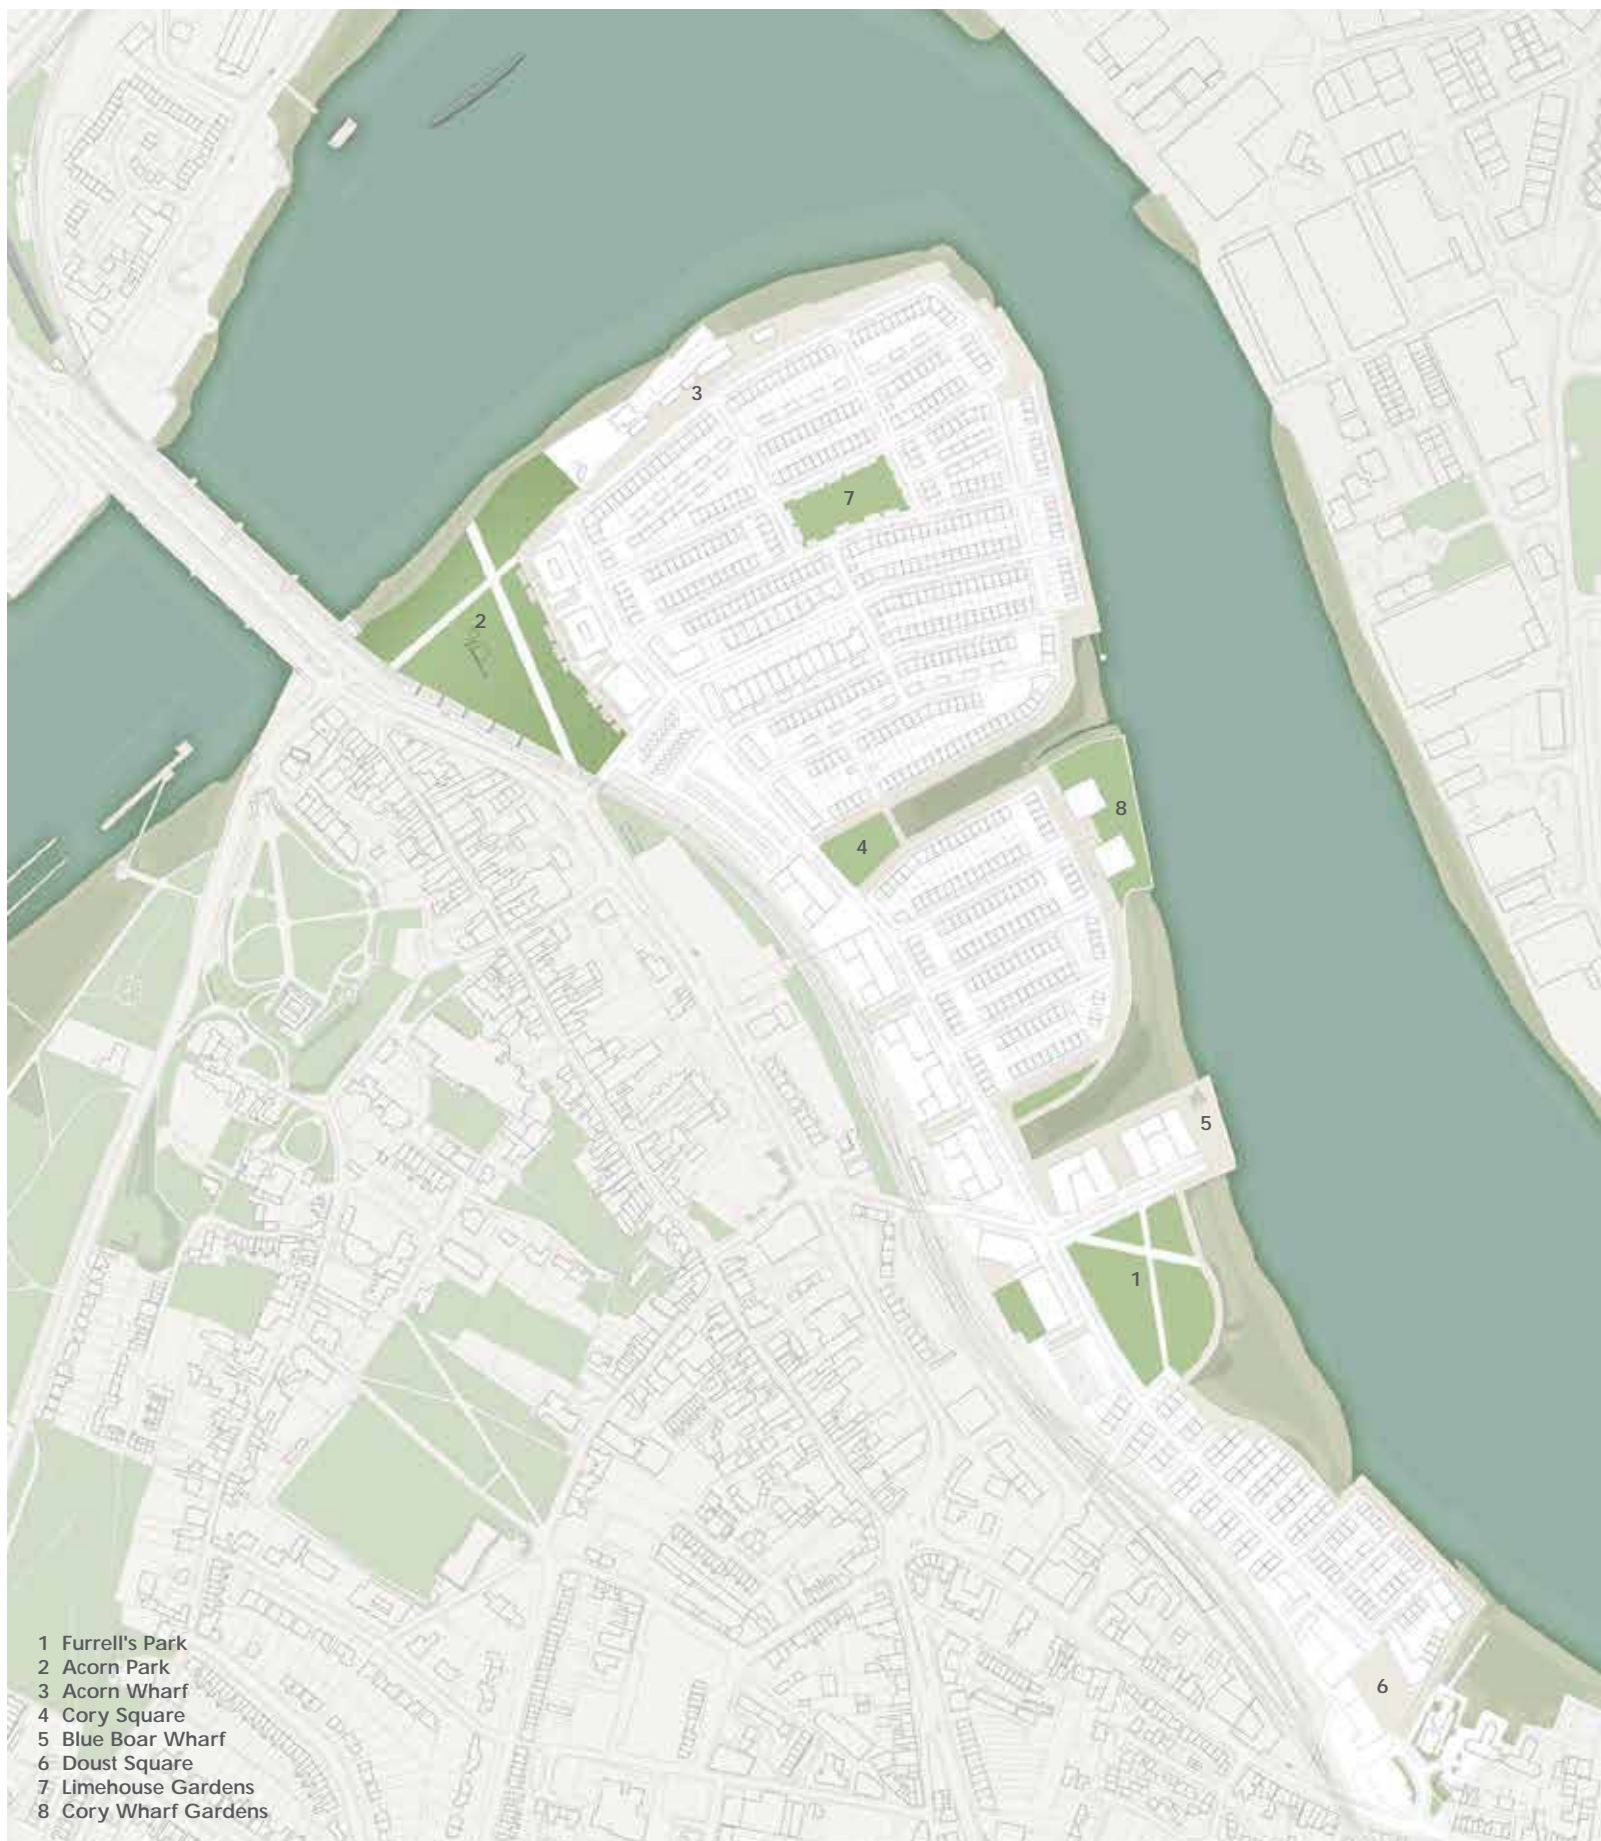 3
7
2
8
4
5
1
6
1 Furrell's Park
2 Acorn Park
3 Acorn Wharf
4 Cory Square
5 Blue Boar Wharf
6 Doust Square
7 Limehouse Gardens
8 Cory Wharf Gardens